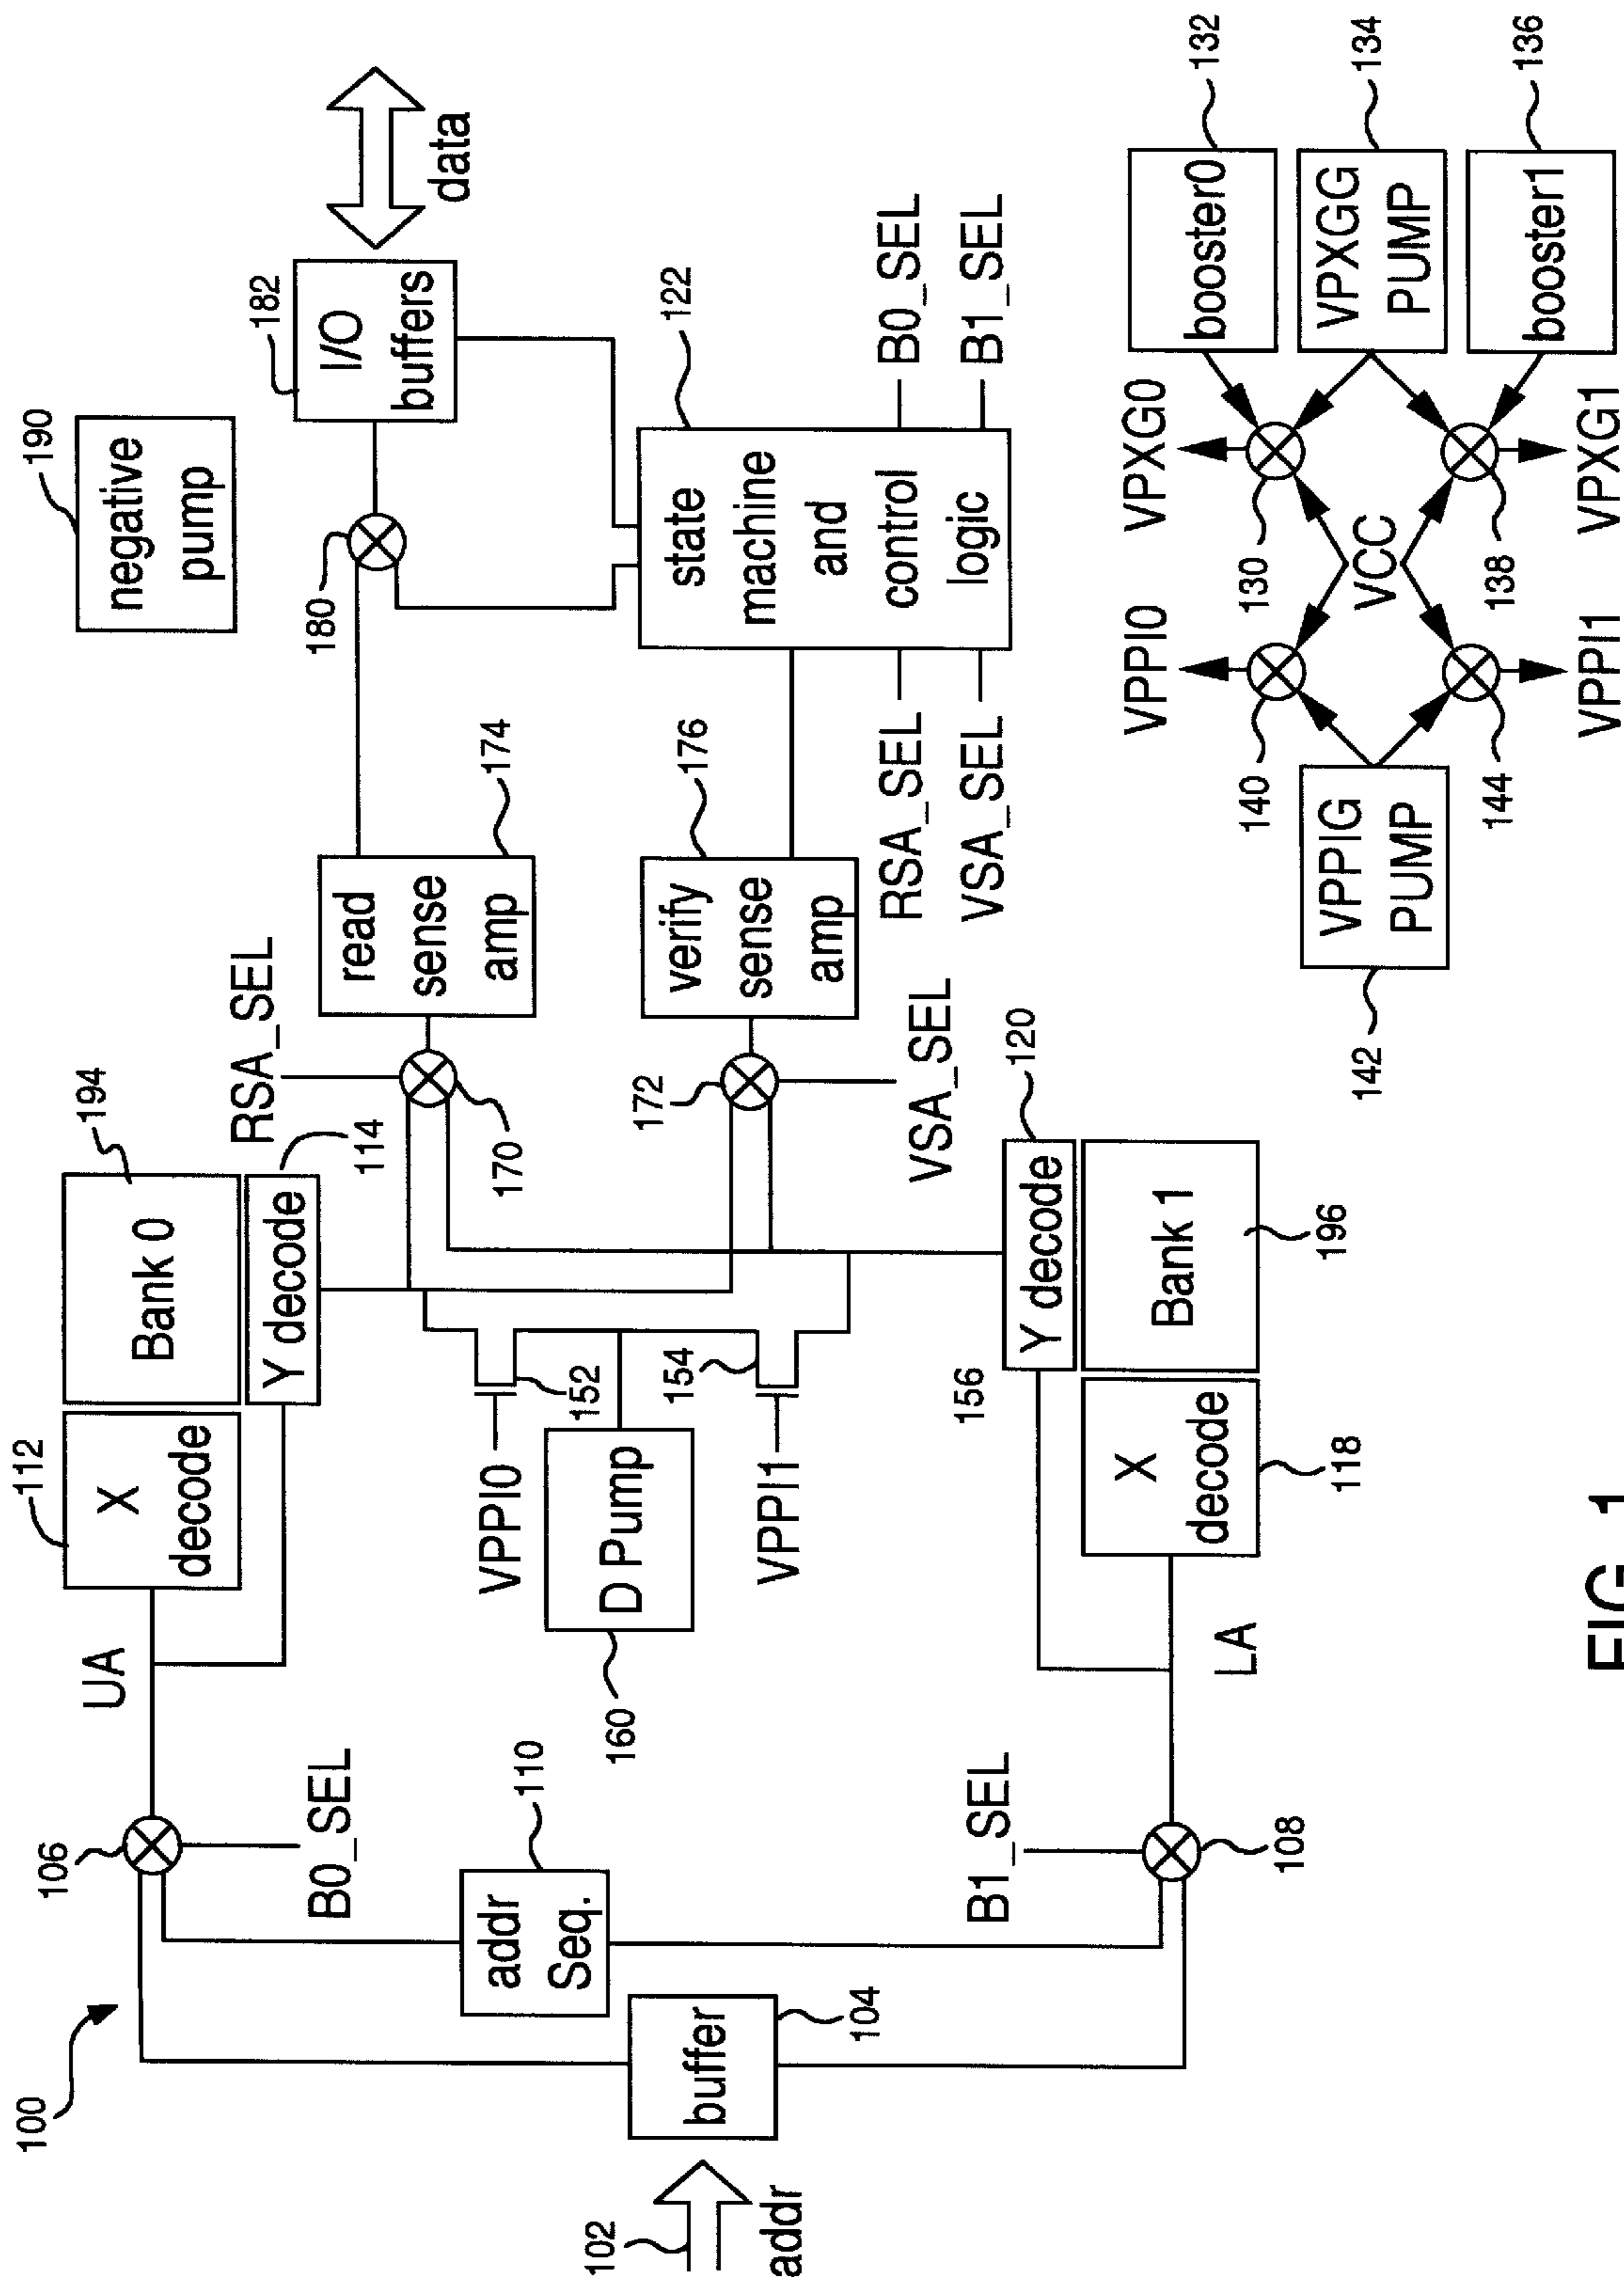 100
102
addr
buffer
104
addr
Seq.
110
106
B0_SEL
UA
112
X
decode
Bank 0
194
Y decode
114
RSA_SEL
170
read
sense
amp
174
190
negative
pump
180
182
I/O
buffers
data
VPPI0
152
D Pump
160
154
VPPI1
172
VSA_SEL
verify
sense
amp
176
state
machine
and
control
logic
122
RSA_SEL
VSA_SEL
B0_SEL
B1_SEL
B1_SEL
108
LA
156
Y decode
120
X
decode
118
Bank 1
196
VPPI0
VPXG0
140
130
VCC
booster0
132
VPPIG
PUMP
142
VPXGG
PUMP
134
144
138
booster1
136
VPPI1
VPXG1
FIG. 1